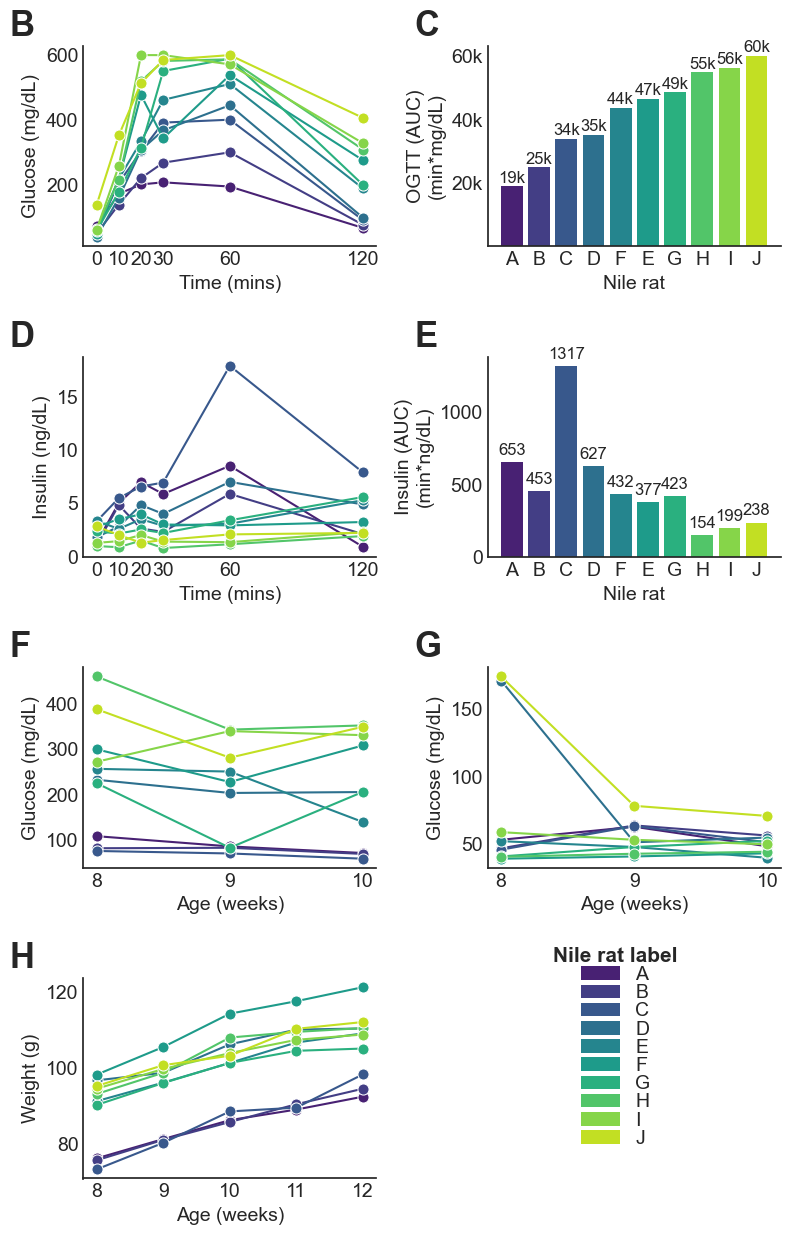 B
Glucose (mg/dL)
600
400
200
0 10 20 30 60 120
Time (mins)
C
OGTT (AUC)
(min*mg/dL)
60k
40k
20k
19k 25k 34k 35k 44k 47k 49k 55k 56k 60k
A B C D F E G H I J
Nile rat
D
Insulin (ng/dL)
15
10
5
0
0 10 20 30 60 120
Time (mins)
E
Insulin (AUC)
(min*ng/dL)
1000
500
0
653 453 1317 627 432 377 423 154 199 238
A B C D F E G H I J
Nile rat
F
Glucose (mg/dL)
400
300
200
100
8 9 10
Age (weeks)
G
Glucose (mg/dL)
150
100
50
8 9 10
Age (weeks)
H
Weight (g)
120
100
80
8 9 10 11 12
Age (weeks)
Nile rat label
A
B
C
D
E
F
G
H
I
J